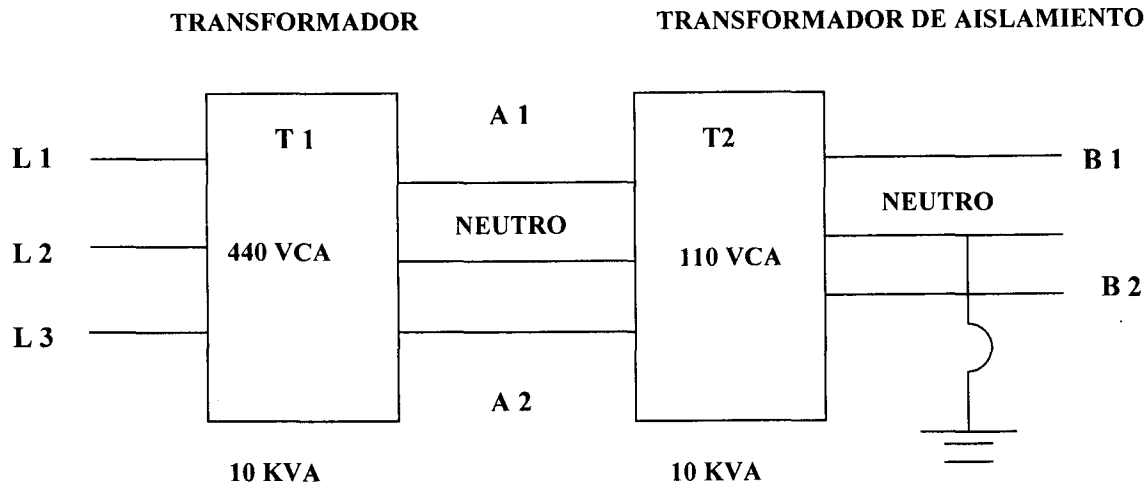 TRANSFORMADOR
TRANSFORMADOR DE AISLAMIENTO
A 1
T 1
T2
L 1
B 1
NEUTRO
NEUTRO
L 2
440 VCA
110 VCA
B 2
L 3
A 2
10 KVA
10 KVA